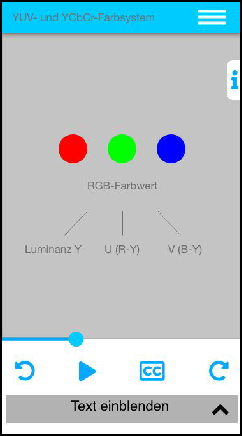 YUV- und YCbCr-Farbsystem
i
RGB-Farbwert
Luminanz Y U (R-Y) V (B-Y)
CC
Text einblenden